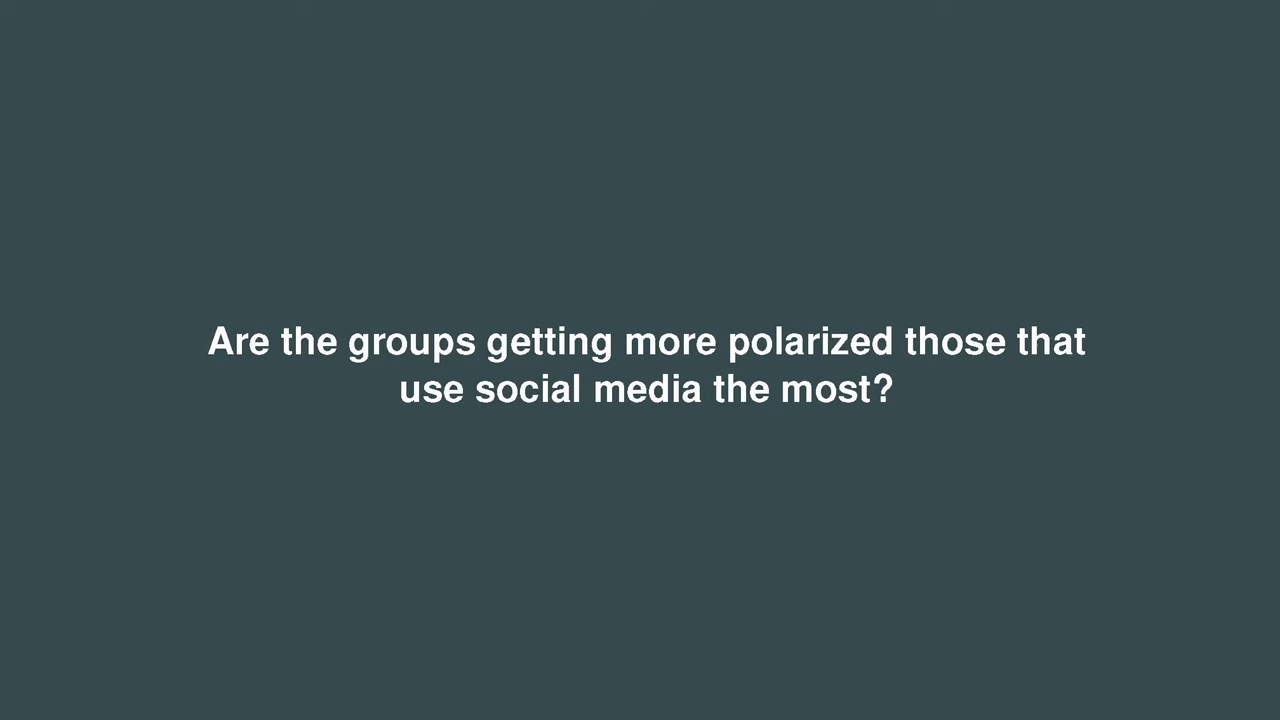 Are the groups getting more polarized those that
use social media the most?